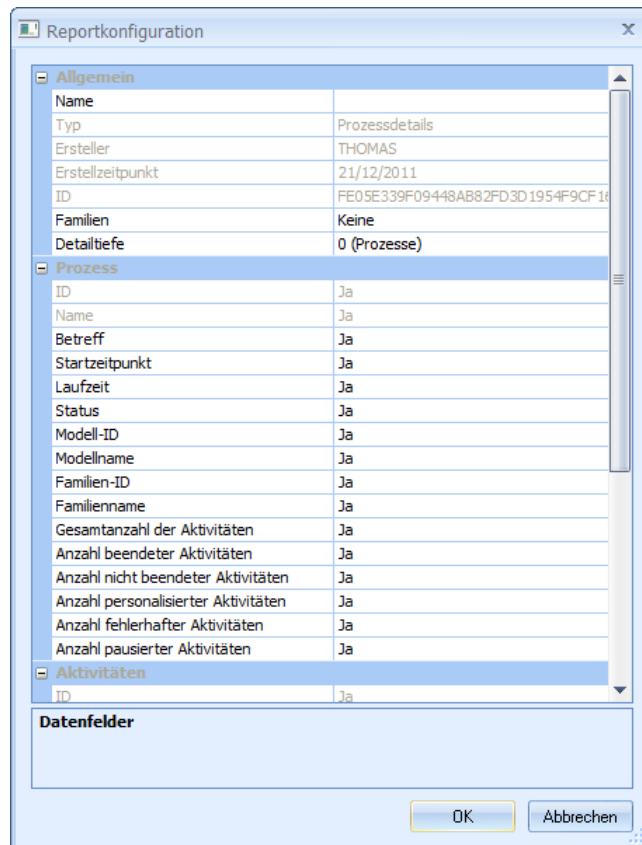 Reportkonfiguration
Allgemein
Name
Typ Prozessdetails
Ersteller THOMAS
Erstellzeitpunkt 21/12/2011
ID FE05E339F09448AB82FD3D1954F9CF16
Familien Keine
Detailtiefe 0 (Prozesse)
Prozess
ID Ja
Name Ja
Betreff Ja
Startzeitpunkt Ja
Laufzeit Ja
Status Ja
Modell-ID Ja
Modellname Ja
Familien-ID Ja
Familienname Ja
Gesamtanzahl der Aktivitäten Ja
Anzahl beendeter Aktivitäten Ja
Anzahl nicht beendeter Aktivitäten Ja
Anzahl personalisierter Aktivitäten Ja
Anzahl fehlerhafter Aktivitäten Ja
Anzahl pausierter Aktivitäten Ja
Aktivitäten
ID Ja
Datenfelder
OK Abbrechen